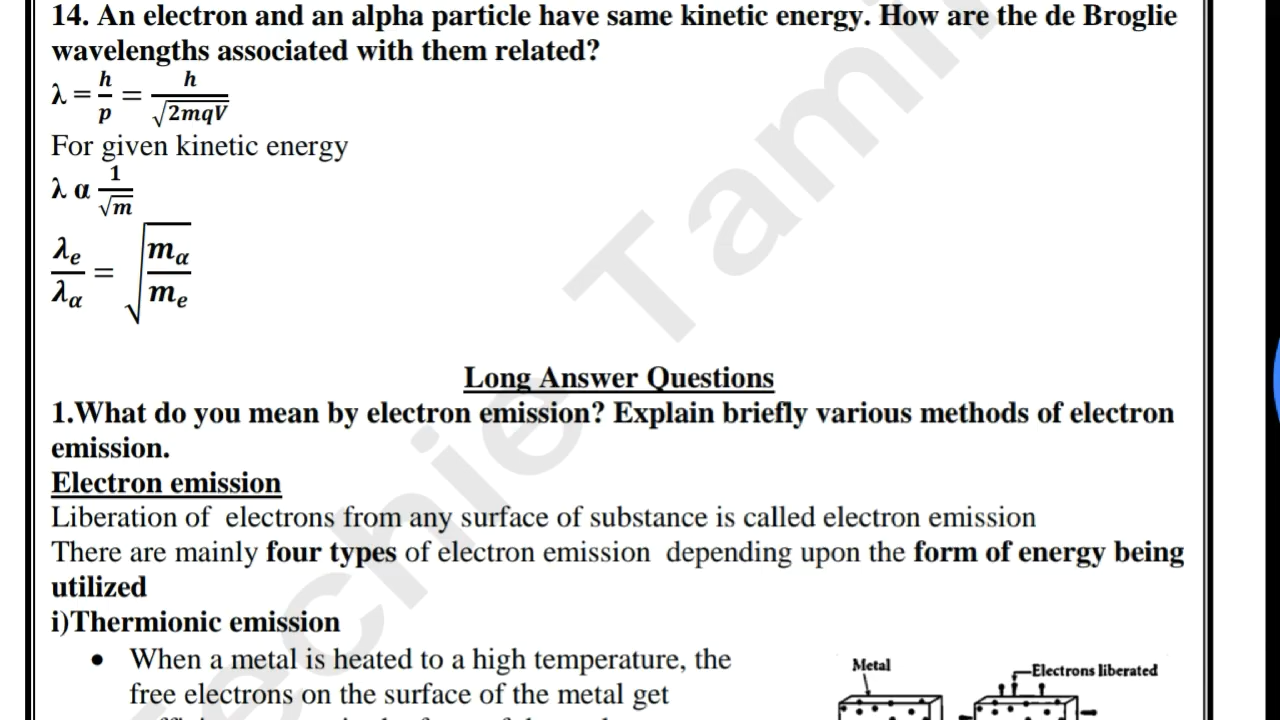 14. An electron and an alpha particle have same kinetic energy. How are the de Broglie
wavelengths associated with them related?
λ = h/p = h/√(2mqV)
For given kinetic energy
λ α 1/√m
λe/λα = √(mα/me)
Long Answer Questions
1.What do you mean by electron emission? Explain briefly various methods of electron
emission.
Electron emission
Liberation of electrons from any surface of substance is called electron emission
There are mainly four types of electron emission depending upon the form of energy being
utilized
i)Thermionic emission
• When a metal is heated to a high temperature, the
free electrons on the surface of the metal get
Metal
Electrons liberated